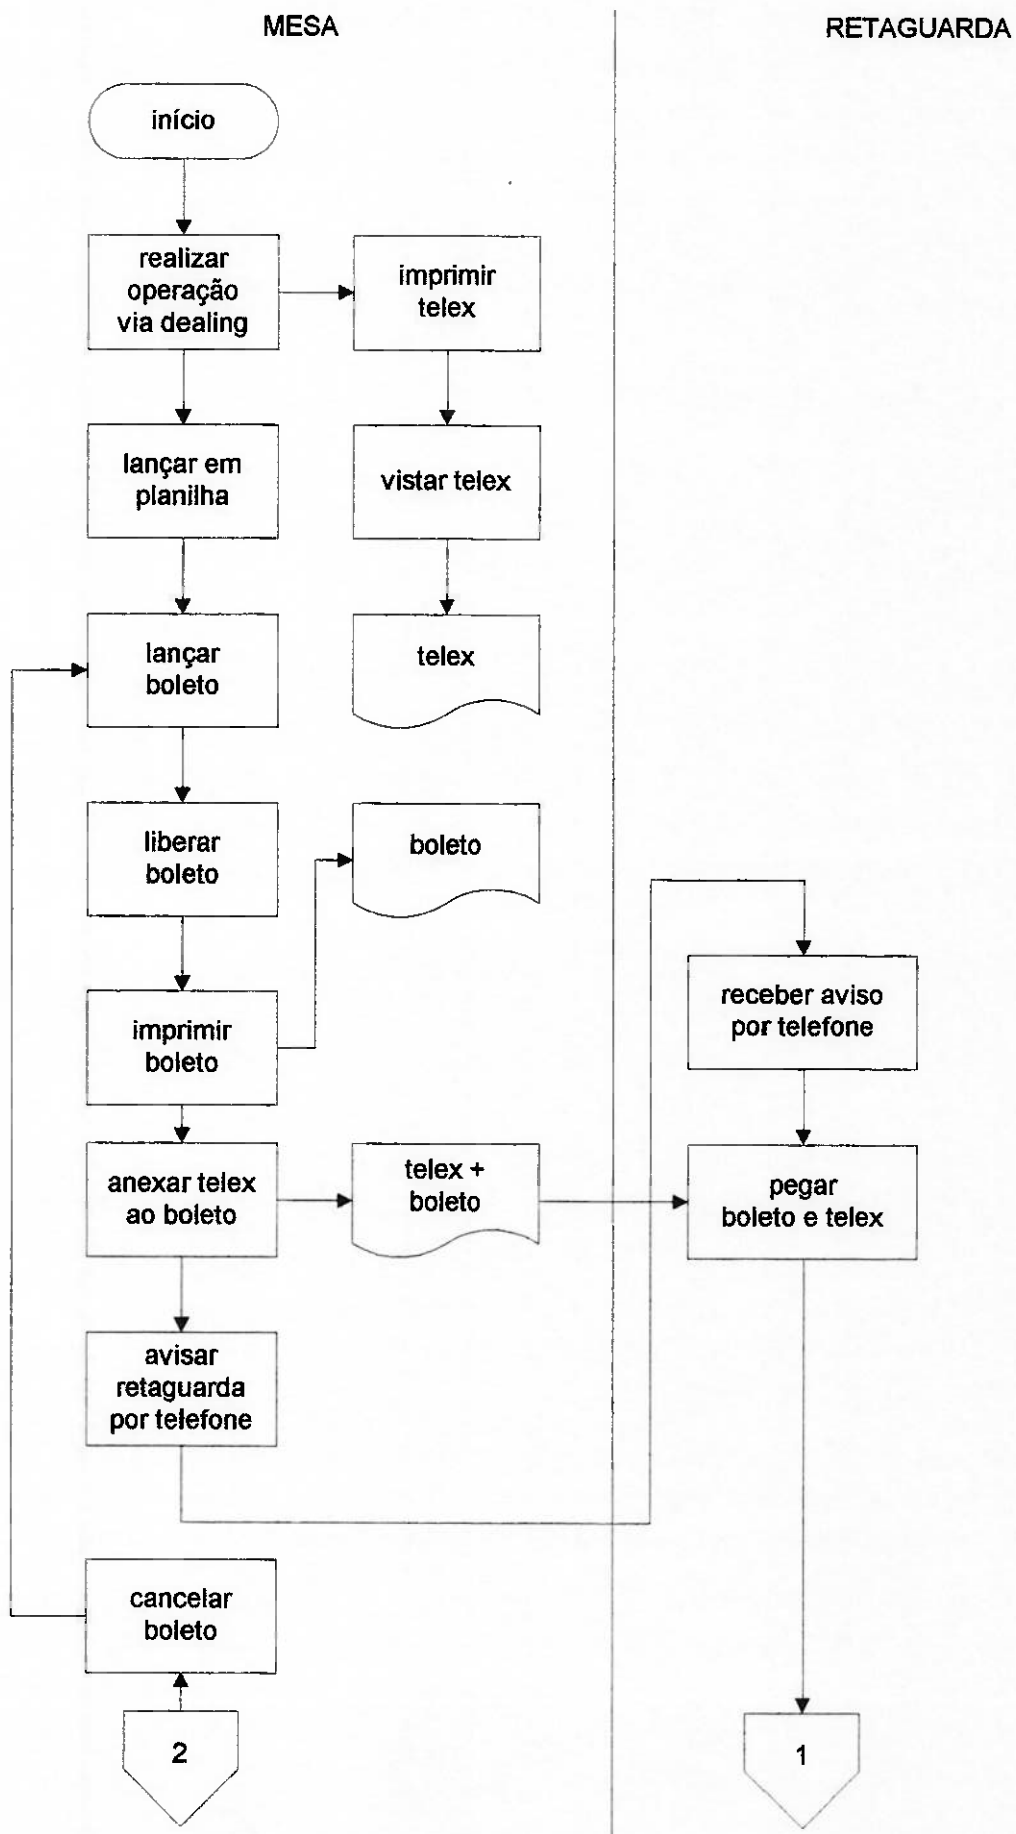 MESA
RETAGUARDA
início
realizar
operação
via dealing
imprimir
telex
lançar em
planilha
vistar telex
lançar
boleto
telex
liberar
boleto
boleto
imprimir
boleto
receber aviso
por telefone
anexar telex
ao boleto
telex +
boleto
pegar
boleto e telex
avisar
retaguarda
por telefone
cancelar
boleto
2
1